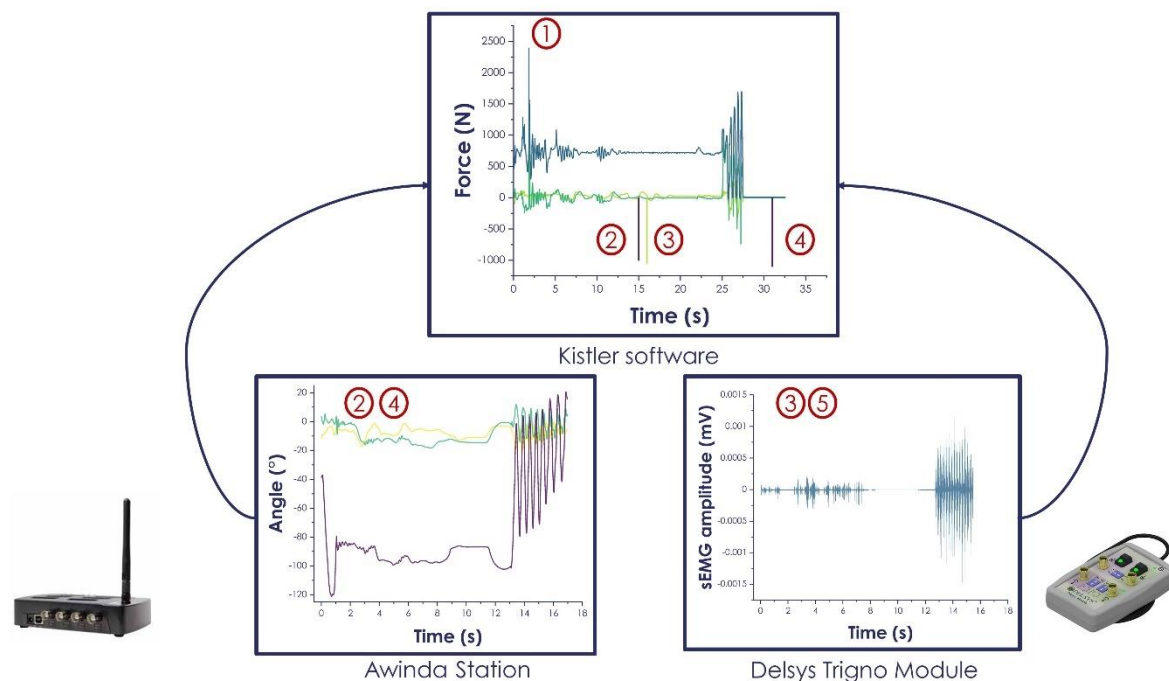 ①
2500
2000
1500
1000
500
0
-500
-1000
Force (N)
② ③ ④
0 5 10 15 20 25 30 35
Time (s)
Kistler software
② ④
20
0
-20
-40
-60
-80
-100
-120
Angle (°)
0 2 4 6 8 10 12 14 16 18
Time (s)
Awinda Station
③ ⑤
0.0015
0.001
0.0005
0
-0.0005
-0.001
-0.0015
sEMG amplitude (mV)
0 2 4 6 8 10 12 14 16 18
Time (s)
Delsys Trigno Module